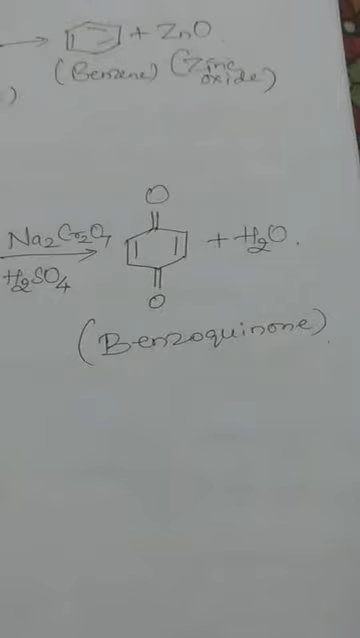 + ZnO
(Benzene) (Zinc oxide)
)
O
Na2Cr2O7
H2SO4
+ H2O.
O
(Benzoquinone)